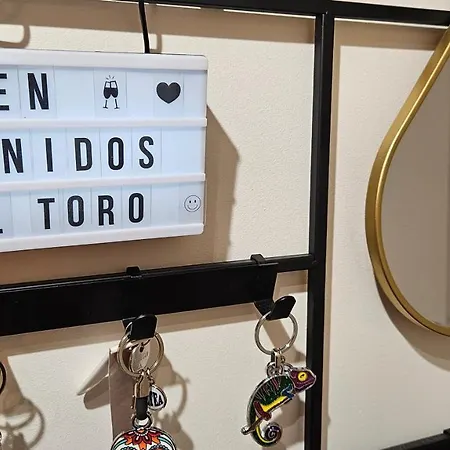 EN
NIDOS
L TORO